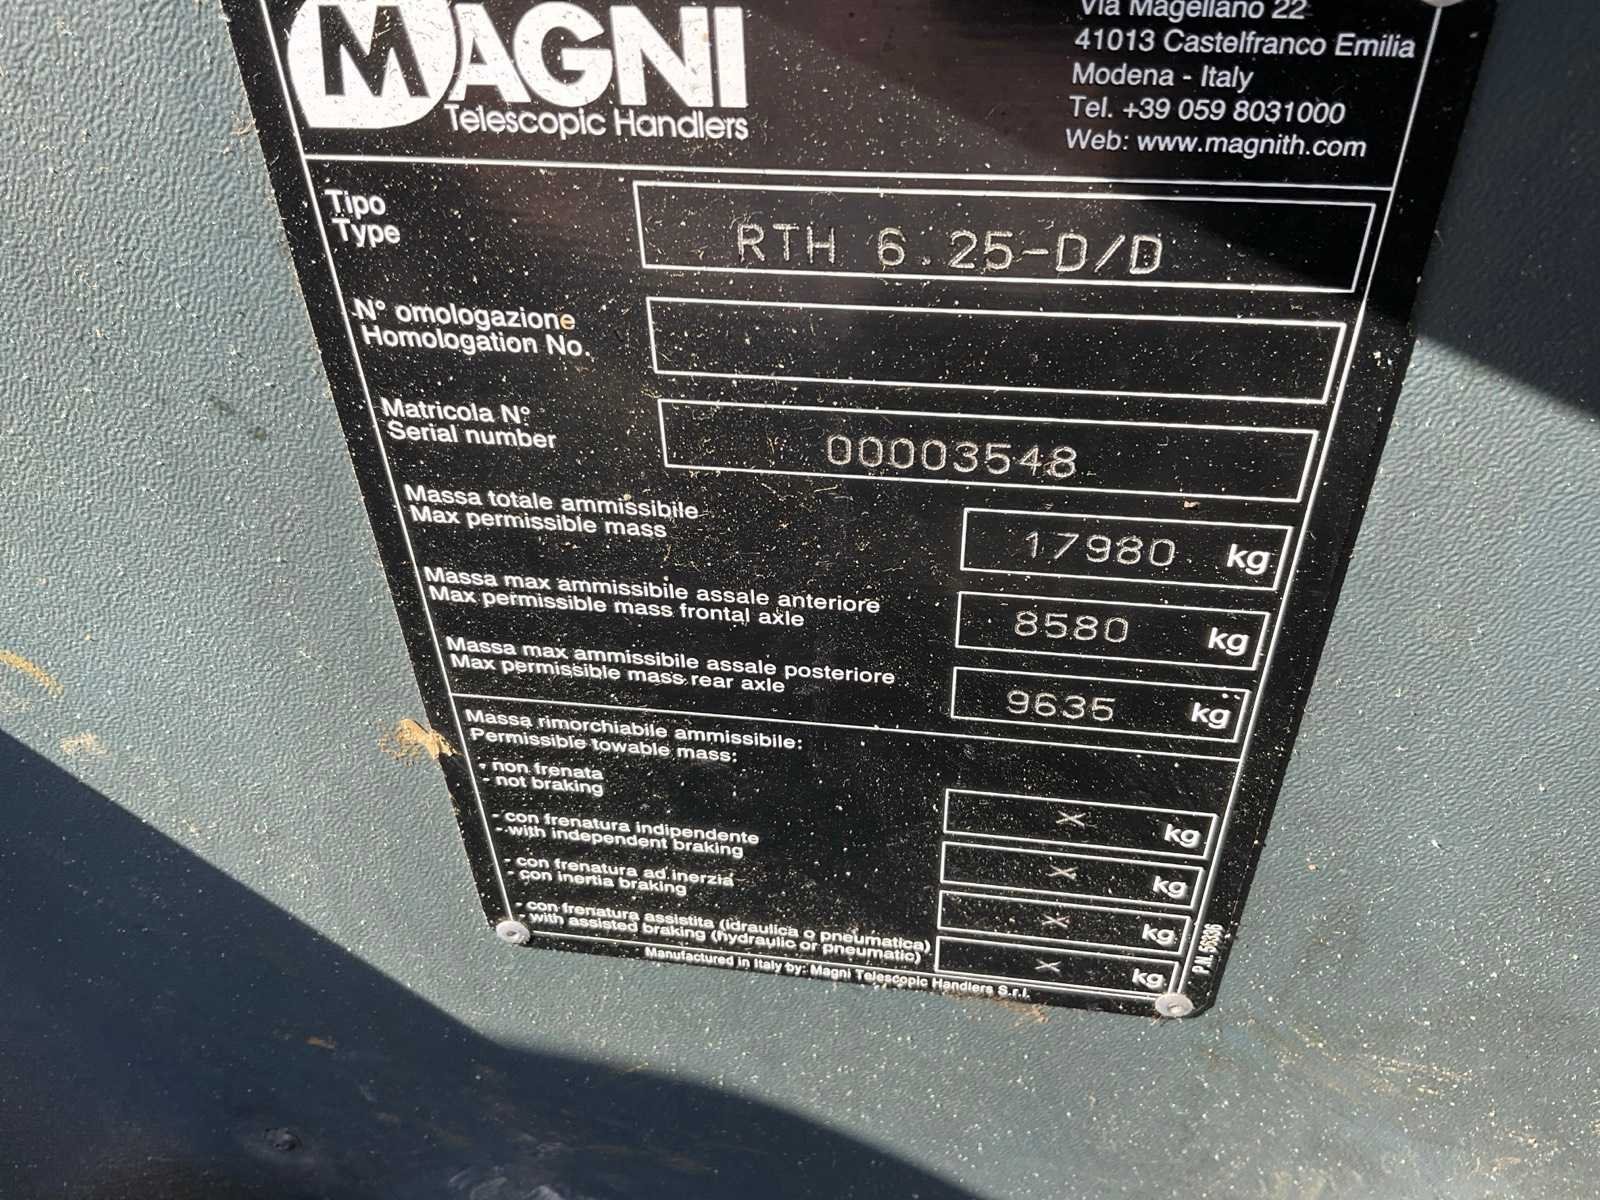 MAGNI
Telescopic Handlers
Via Magellano 22
41013 Castelfranco Emilia
Modena - Italy
Tel. +39 059 8031000
Web: www.magnith.com
Tipo
Type
RTH 6.25-D/D
N° omologazione
Homologation No.
Matricola N°
Serial number
00003548
Massa totale ammissibile
Max permissible mass
17980 kg
Massa max ammissibile assale anteriore
Max permissible mass frontal axle
8580 kg
Massa max ammissibile assale posteriore
Max permissible mass rear axle
9635 kg
Massa rimorchiabile ammissibile:
Permissible towable mass:
- non frenata
- not braking
X kg
- con frenatura indipendente
- with independent braking
X kg
- con frenatura ad inerzia
- con inertia braking
X kg
- con frenatura assistita (idraulica o pneumatica)
- with assisted braking (hydraulic or pneumatic)
X kg
Manufactured in Italy by: Magni Telescopic Handlers S.r.l.
P.N. 56336